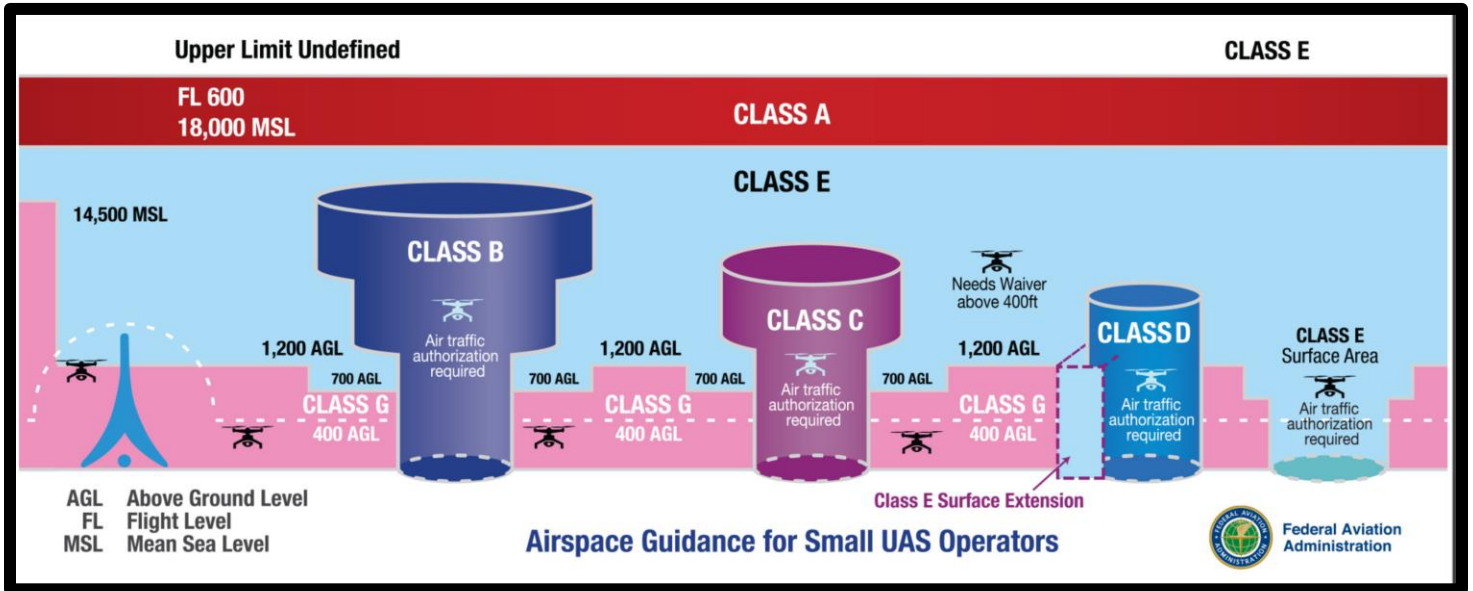 Upper Limit Undefined
CLASS E
FL 600
18,000 MSL
CLASS A
CLASS E
14,500 MSL
CLASS B
Air traffic
authorization
required
1,200 AGL
700 AGL
CLASS G
400 AGL
1,200 AGL
700 AGL
700 AGL
CLASS G
400 AGL
CLASS C
Air traffic
authorization
required
Needs Waiver
above 400ft
1,200 AGL
700 AGL
CLASS G
400 AGL
CLASS D
Air traffic
authorization
required
CLASS E
Surface Area
Air traffic
authorization
required
Class E Surface Extension
AGL Above Ground Level
FL Flight Level
MSL Mean Sea Level
Airspace Guidance for Small UAS Operators
FEDERAL AVIATION
ADMINISTRATION
Federal Aviation
Administration